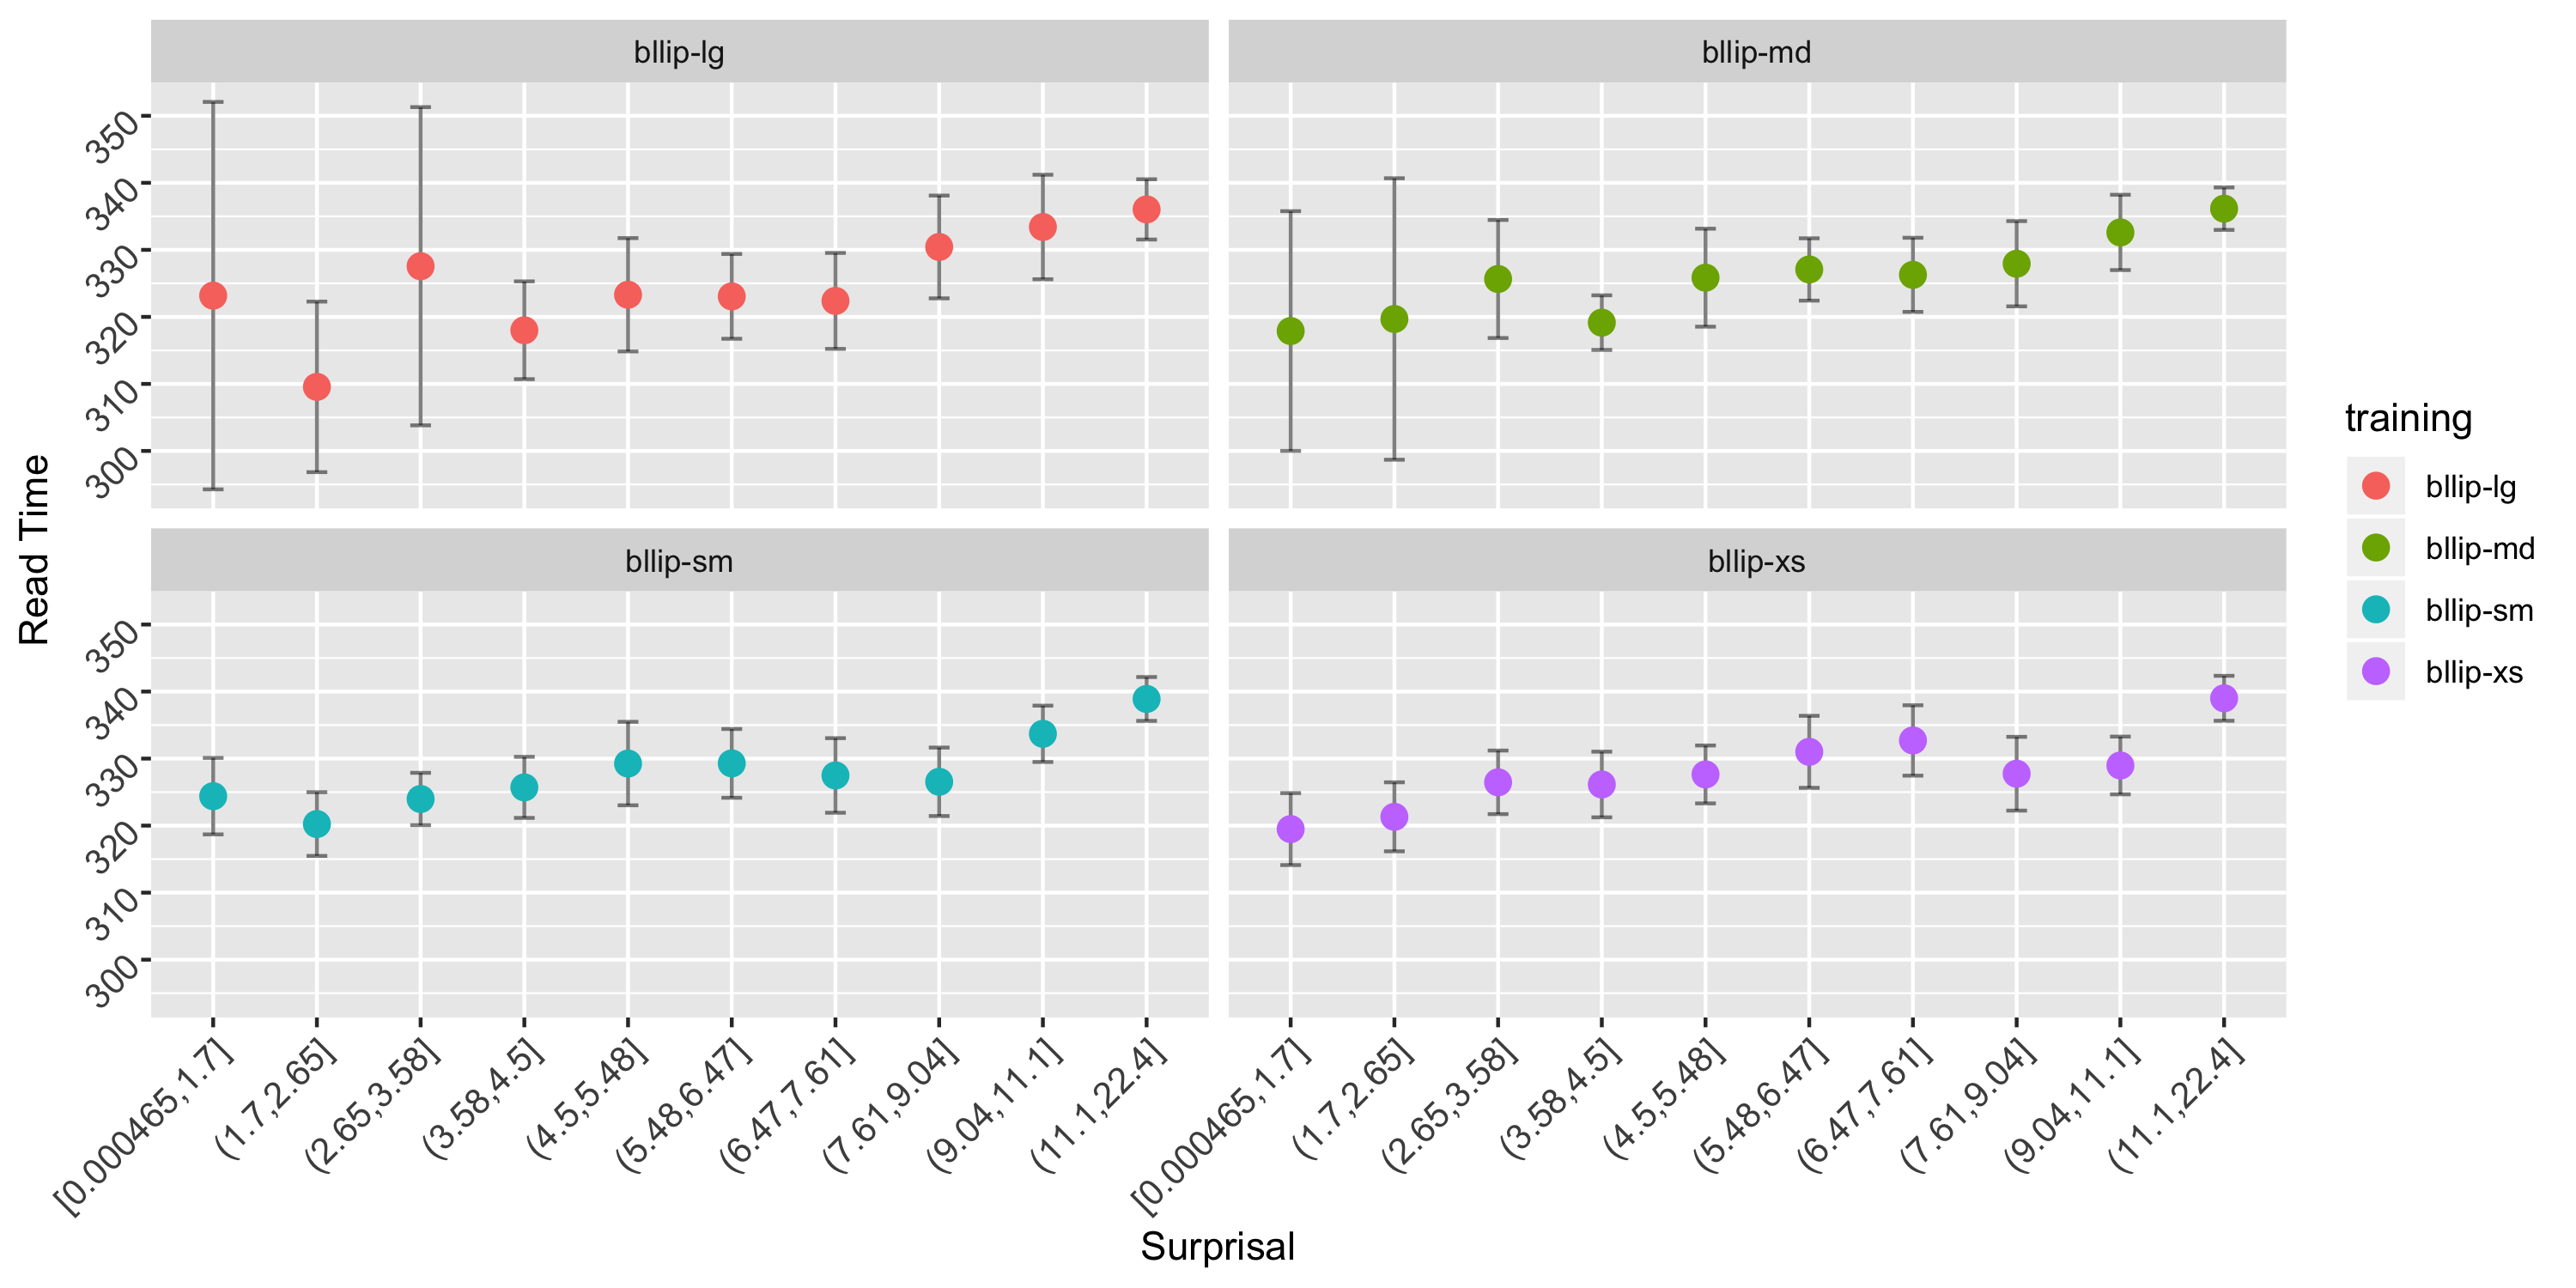 bllip-lg
bllip-md
350
340
330
320
310
300
bllip-sm
bllip-xs
350
340
330
320
310
300
Read Time
[0.000465,1.7]
(1.7,2.65]
(2.65,3.58]
(3.58,4.5]
(4.5,5.48]
(5.48,6.47]
(6.47,7.61]
(7.61,9.04]
(9.04,11.1]
(11.1,22.4]
[0.000465,1.7]
(1.7,2.65]
(2.65,3.58]
(3.58,4.5]
(4.5,5.48]
(5.48,6.47]
(6.47,7.61]
(7.61,9.04]
(9.04,11.1]
(11.1,22.4]
Surprisal
training
bllip-lg
bllip-md
bllip-sm
bllip-xs